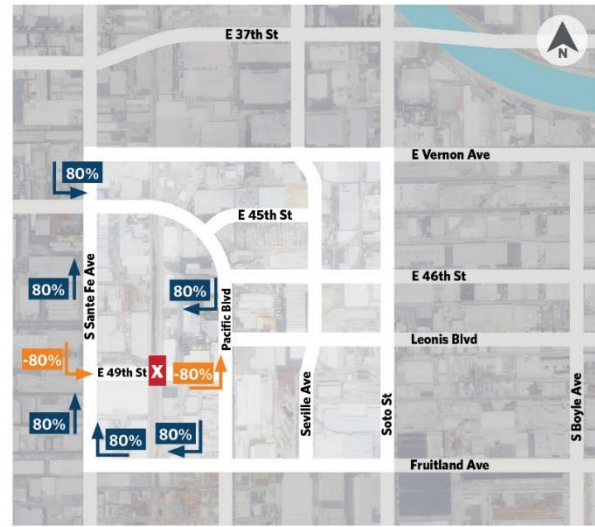 E 37th St
N
E Vernon Ave
80%
E 45th St
S Sante Fe Ave
80%
80%
Pacific Blvd
E 46th St
Leonis Blvd
-80%
E 49th St
X
-80%
Seville Ave
Soto St
S Boyle Ave
80%
80%
80%
Fruitland Ave